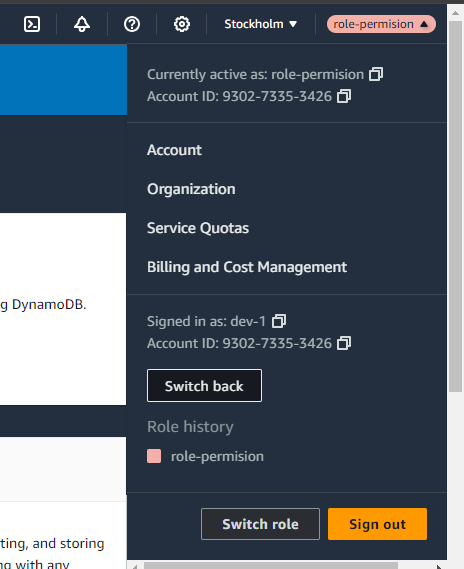 Stockholm
role-permision
Currently active as: role-permision
Account ID: 9302-7335-3426
Account
Organization
Service Quotas
Billing and Cost Management
g DynamoDB.
Signed in as: dev-1
Account ID: 9302-7335-3426
Switch back
Role history
role-permision
Switch role
Sign out
ting, and storing
ng with any